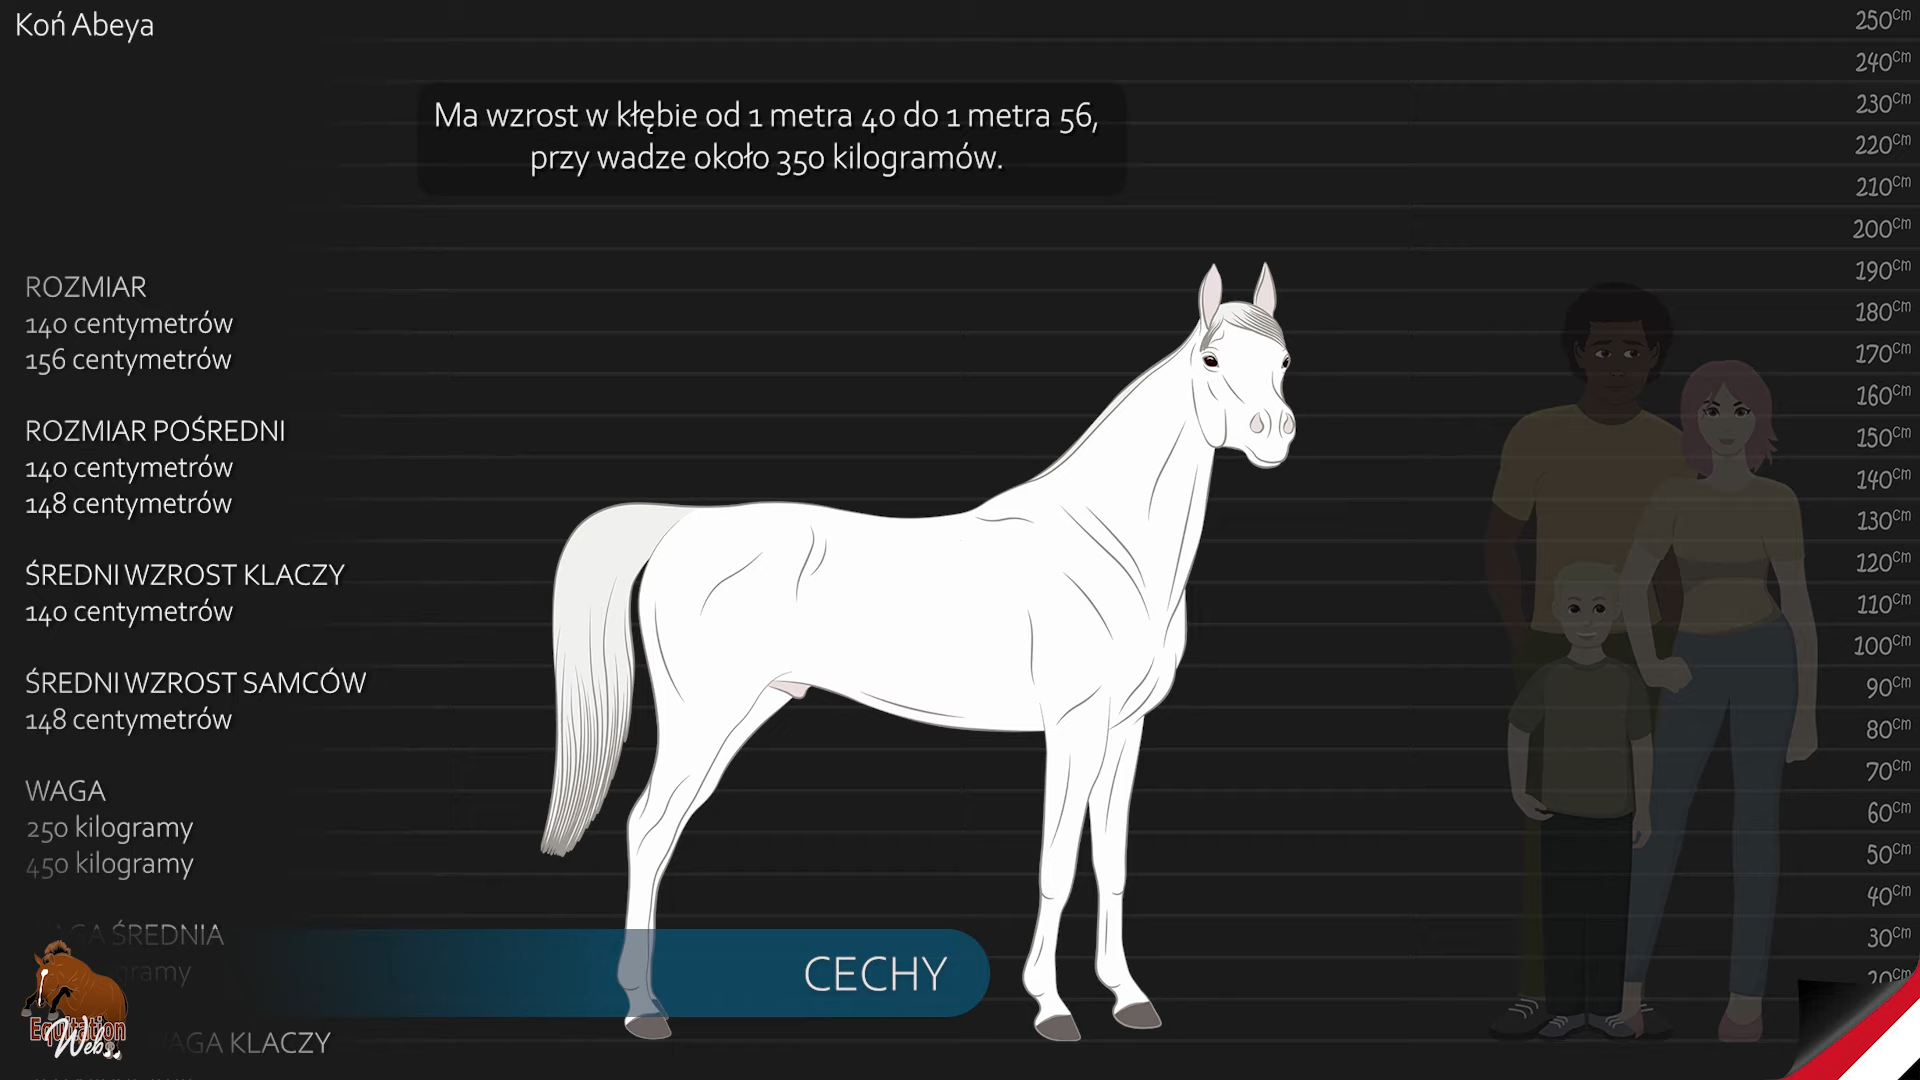 Koń Abeya
Ma wzrost w kłębie od 1 metra 40 do 1 metra 56,
przy wadze około 350 kilogramów.
ROZMIAR
140 centymetrów
156 centymetrów
ROZMIAR POŚREDNI
140 centymetrów
148 centymetrów
ŚREDNI WZROST KLACZY
140 centymetrów
ŚREDNI WZROST SAMCÓW
148 centymetrów
WAGA
250 kilogramy
450 kilogramy
ŚREDNIA
WAGA KLACZY
CECHY
Equitation
Webs
250cm
240cm
230cm
220cm
210cm
200cm
190cm
180cm
170cm
160cm
150cm
140cm
130cm
120cm
110cm
100cm
90cm
80cm
70cm
60cm
50cm
40cm
30cm
20cm